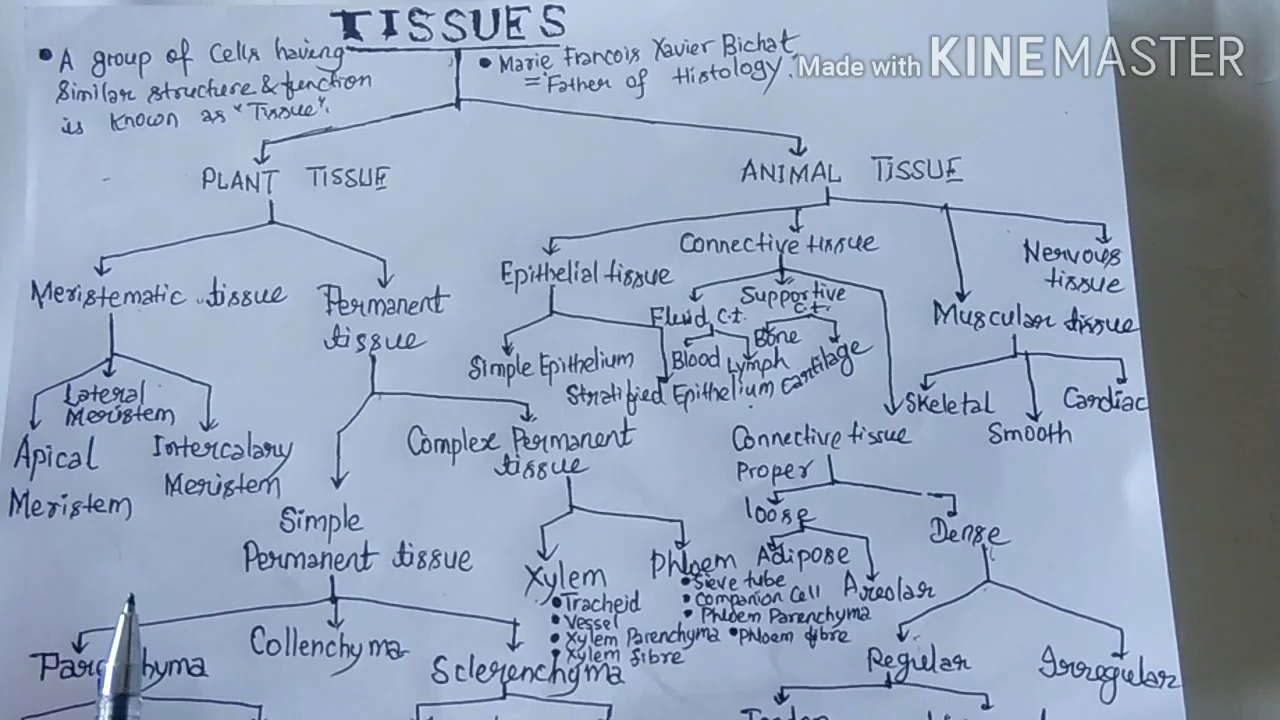 TISSUES
• A group of Cells having
Similar structure & function
is known as "Tissue".
• Marie Francois Xavier Bichat
= Father of Histology.
Made with KINEMASTER
PLANT TISSUE
ANIMAL TISSUE
Meristematic tissue
Permanent
tissue
Epithelial tissue
Connective tissue
Nervous
tissue
Muscular tissue
Fluid C.t.
Supportive
C.t.
Blood
Lymph
Bone
Cartilage
Simple Epithelium
Stratified Epithelium
Skeletal
Smooth
Cardiac
Lateral
Meristem
Apical
Meristem
Intercalary
Meristem
Complex Permanent
tissue
Connective tissue
Proper
Simple
Permanent tissue
loose
Dense
Xylem
• Tracheid
• Vessel
• Xylem Parenchyma
• Xylem fibre
Phloem
• Sieve tube
• Companion Cell
• Phloem Parenchyma
• Phloem fibre
Adipose
Areolar
Collenchyma
Sclerenchyma
Regular
Irregular